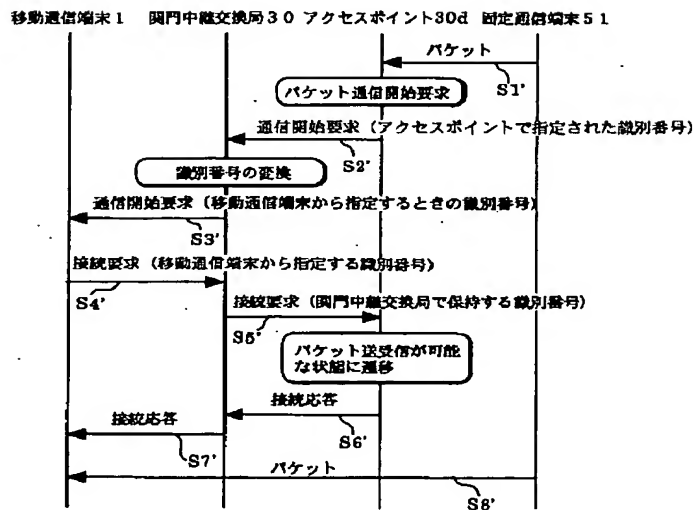 移動通信端末1 関門中継交換局30 アクセスポイント30d 固定通信端末51
パケット
S1'
パケット通信開始要求
通信開始要求(アクセスポイントで指定された識別番号)
S2'
識別番号の変換
通信開始要求(移動通信端末から指定するときの識別番号)
S3'
接続要求(移動通信端末から指定する識別番号)
S4'
接続要求(関門中継交換局で保持する識別番号)
S5'
パケット送受信が可能
な状態に遷移
接続応答
S6'
接続応答
S7'
パケット
S8'